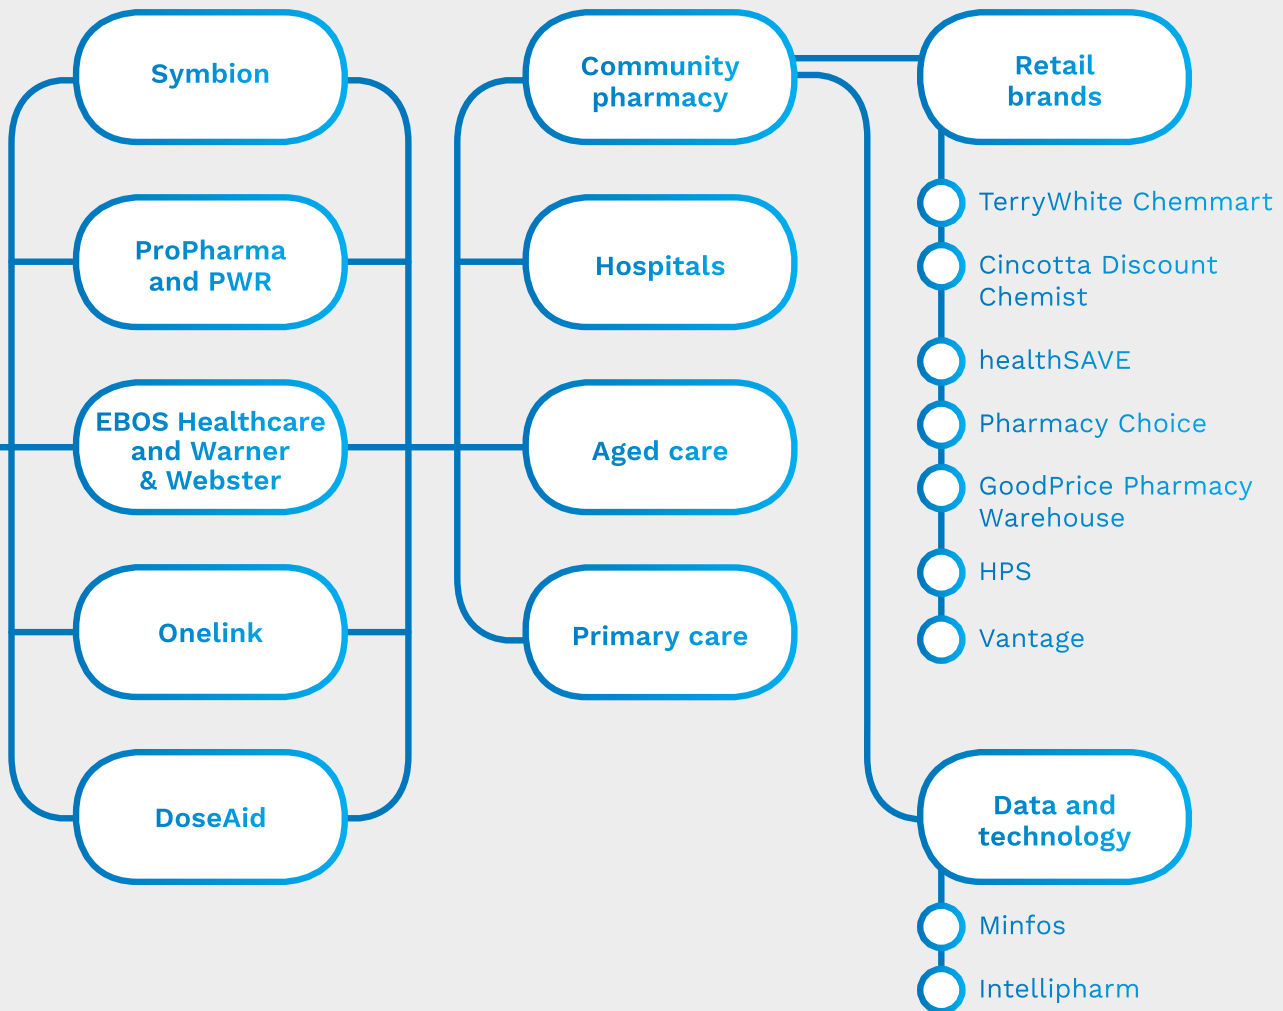 Symbion
ProPharma
and PWR
EBOS Healthcare
and Warner
& Webster
Onelink
DoseAid
Community
pharmacy
Hospitals
Aged care
Primary care
Retail
brands
TerryWhite Chemmart
Cincotta Discount
Chemist
healthSAVE
Pharmacy Choice
GoodPrice Pharmacy
Warehouse
HPS
Vantage
Data and
technology
Minfos
Intellipharm